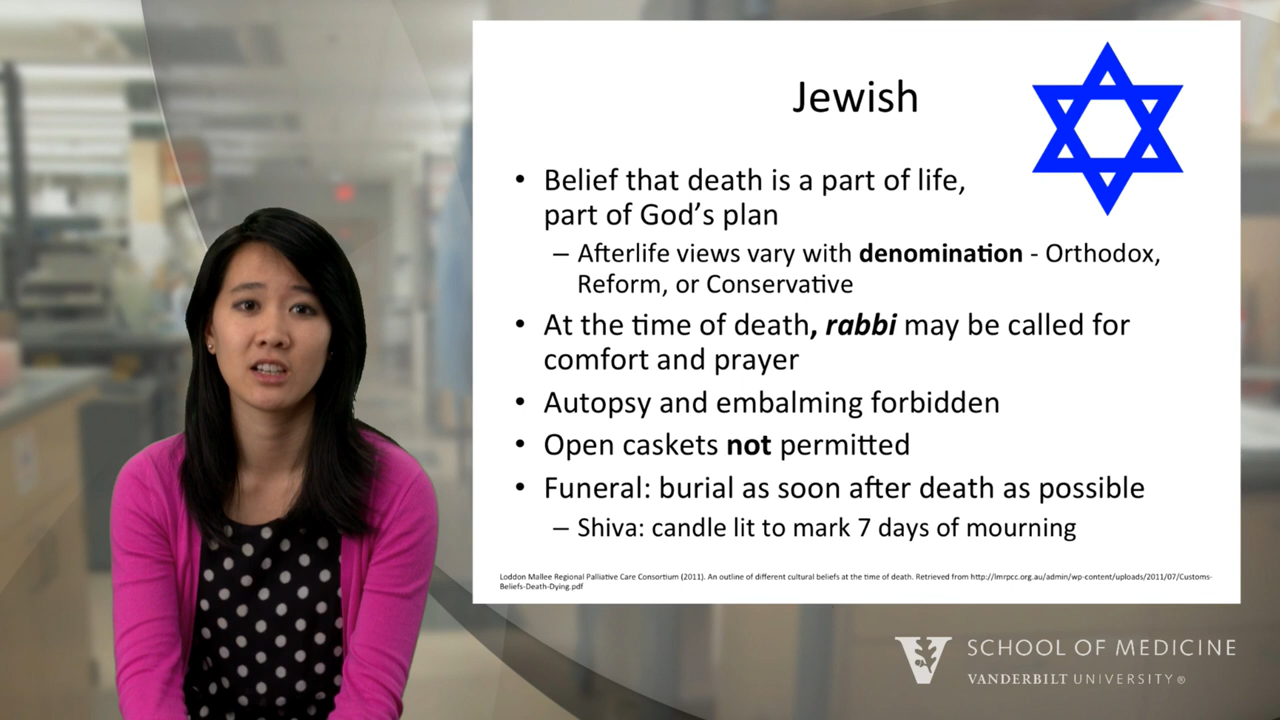 Jewish
• Belief that death is a part of life,
part of God's plan
– Afterlife views vary with denomination - Orthodox,
Reform, or Conservative
• At the time of death, rabbi may be called for
comfort and prayer
• Autopsy and embalming forbidden
• Open caskets not permitted
• Funeral: burial as soon after death as possible
– Shiva: candle lit to mark 7 days of mourning
Loddon Mallee Regional Palliative Care Consortium (2011). An outline of different cultural beliefs at the time of death. Retrieved from http://lmrpcc.org.au/admin/wp-content/uploads/2011/07/Customs-
Beliefs-Death-Dying.pdf
V SCHOOL OF MEDICINE
VANDERBILT UNIVERSITY®